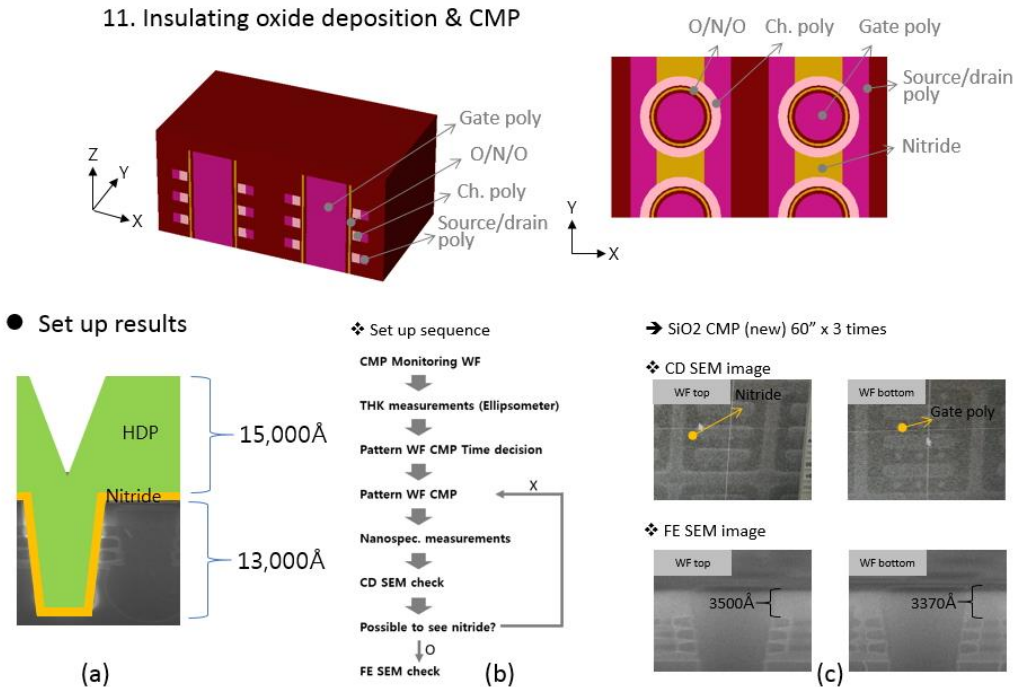 11. Insulating oxide deposition & CMP
Gate poly
O/N/O
Ch. poly
Source/drain
poly
Z
Y
X
O/N/O
Ch. poly
Gate poly
Source/drain
poly
Nitride
Y
X
● Set up results
HDP
15,000Å
Nitride
13,000Å
(a)
❖ Set up sequence
CMP Monitoring WF
THK measurements (Ellipsometer)
Pattern WF CMP Time decision
Pattern WF CMP
X
Nanospec. measurements
CD SEM check
Possible to see nitride?
O
FE SEM check
(b)
➔ SiO2 CMP (new) 60” x 3 times
❖ CD SEM image
WF top
Nitride
WF bottom
Gate poly
❖ FE SEM image
WF top
3500Å
WF bottom
3370Å
(c)